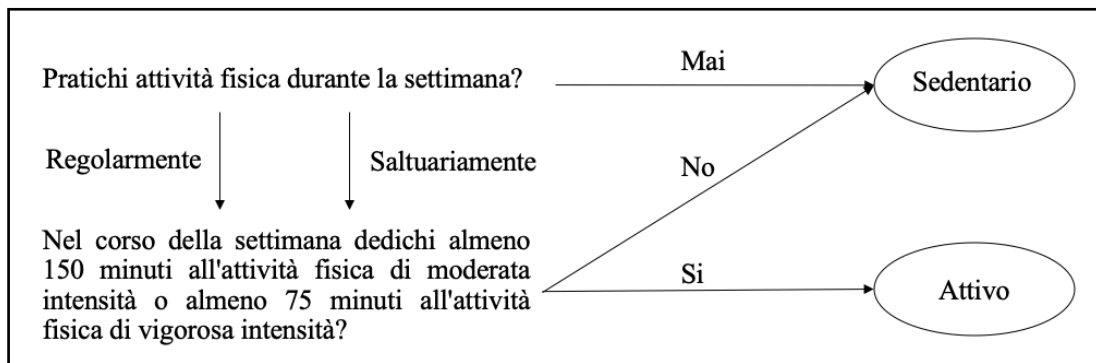 Pratichi attività fisica durante la settimana?
Mai
Sedentario
Regolarmente
Saltuariamente
No
Nel corso della settimana dedichi almeno
150 minuti all'attività fisica di moderata
intensità o almeno 75 minuti all'attività
fisica di vigorosa intensità?
Si
Attivo